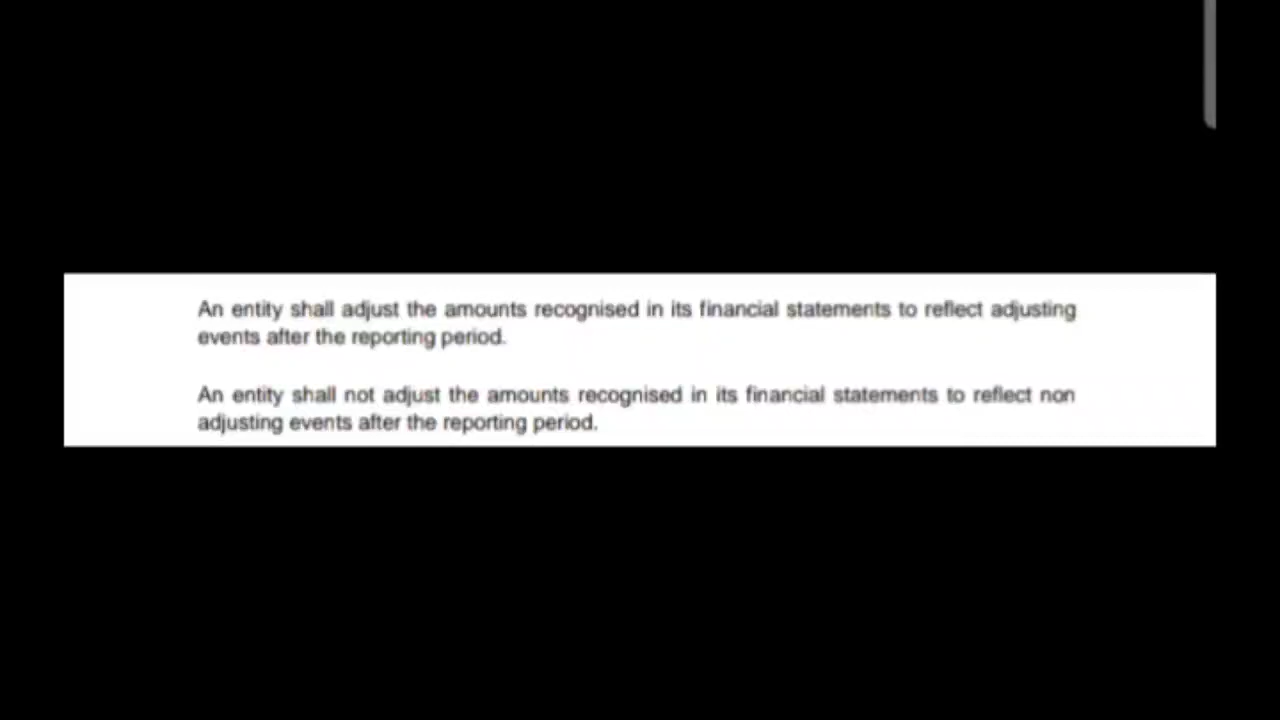 An entity shall adjust the amounts recognised in its financial statements to reflect adjusting
events after the reporting period.
An entity shall not adjust the amounts recognised in its financial statements to reflect non
adjusting events after the reporting period.